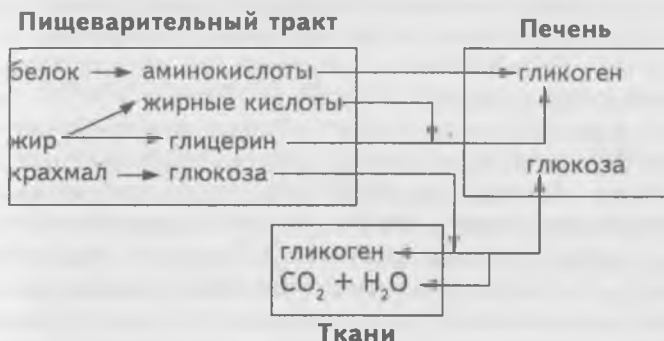 Пищеварительный тракт
Печень
белок аминокислоты
гликоген
жирные кислоты
жир глицерин
глюкоза
крахмал глюкоза
гликоген
CO₂ + H₂O
Ткани